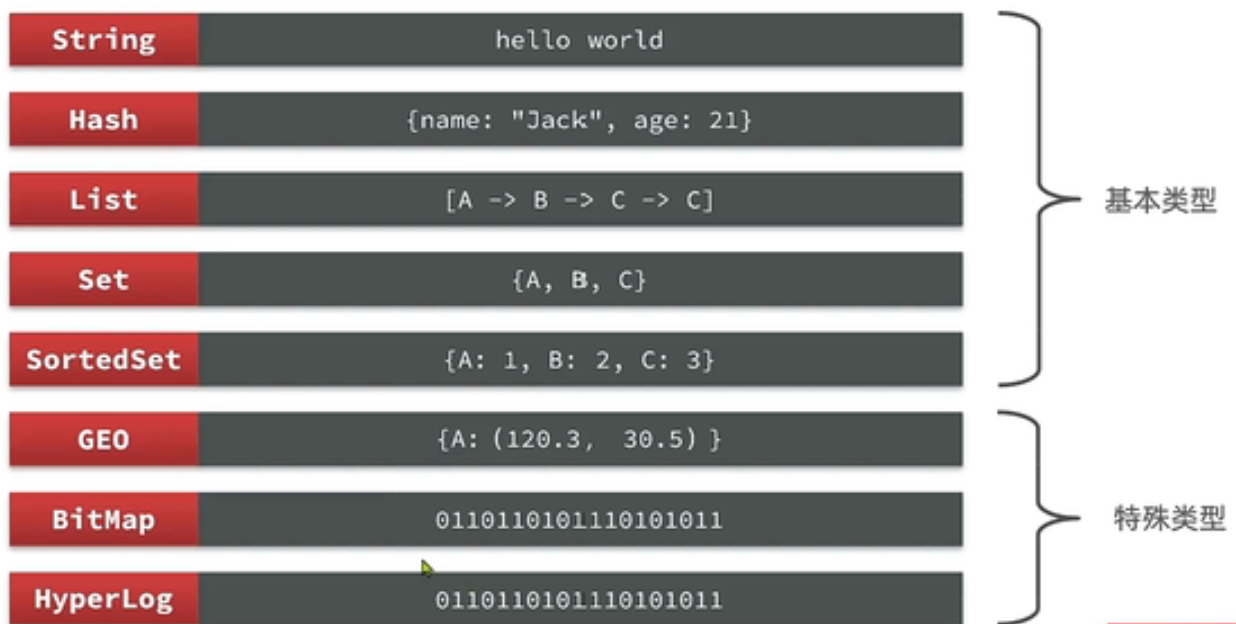 String hello world
Hash {name: "Jack", age: 21}
List [A -> B -> C -> C]
Set {A, B, C}
SortedSet {A: 1, B: 2, C: 3}
基本类型
GEO {A: (120.3, 30.5) }
BitMap 0110110101110101011
HyperLog 0110110101110101011
特殊类型